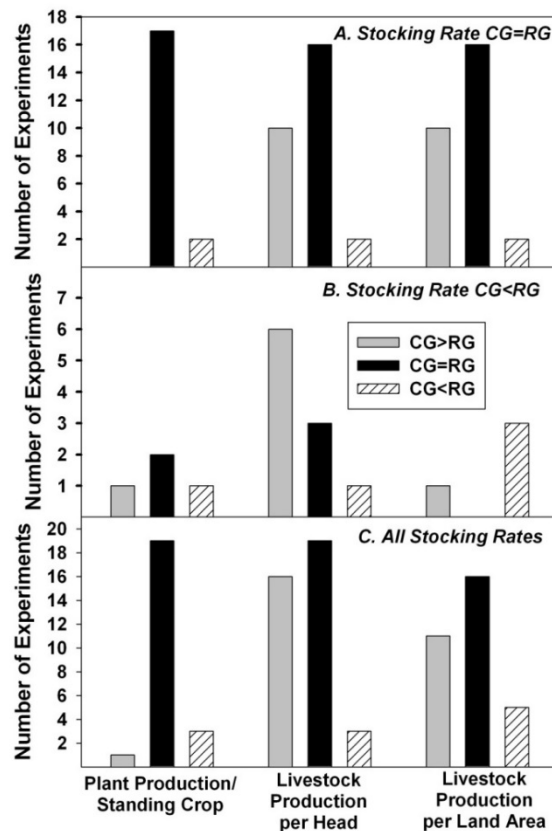 Number of Experiments
18
16
14
12
10
8
6
4
2
A. Stocking Rate CG=RG
Number of Experiments
7
6
5
4
3
2
1
B. Stocking Rate CG<RG
CG>RG
CG=RG
CG<RG
Number of Experiments
20
18
16
14
12
10
8
6
4
2
C. All Stocking Rates
Plant Production/
Standing Crop
Livestock
Production
per Head
Livestock
Production
per Land Area